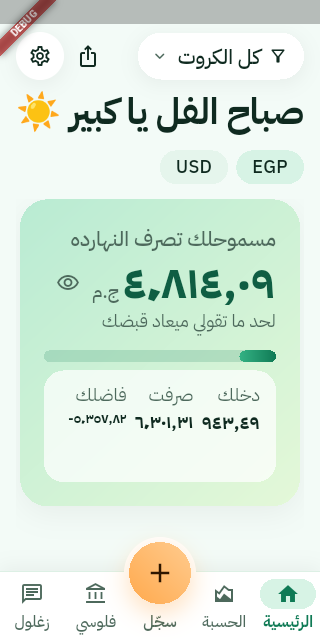 DEBUG
كل الكروت
صباح الفل يا كبير ☀️
EGP
USD
مسموحلك تصرف النهارده
٤,٨١٤,٠٩ ج.م
لحد ما تقولي ميعاد قبضك
دخلك صرفت فاضلك
٩٤٣,٤٩ ٦,٣٠١,٣١ -٥,٣٥٧,٨٢
الرئيسية الحسبة سجّل فلوسي زغلول